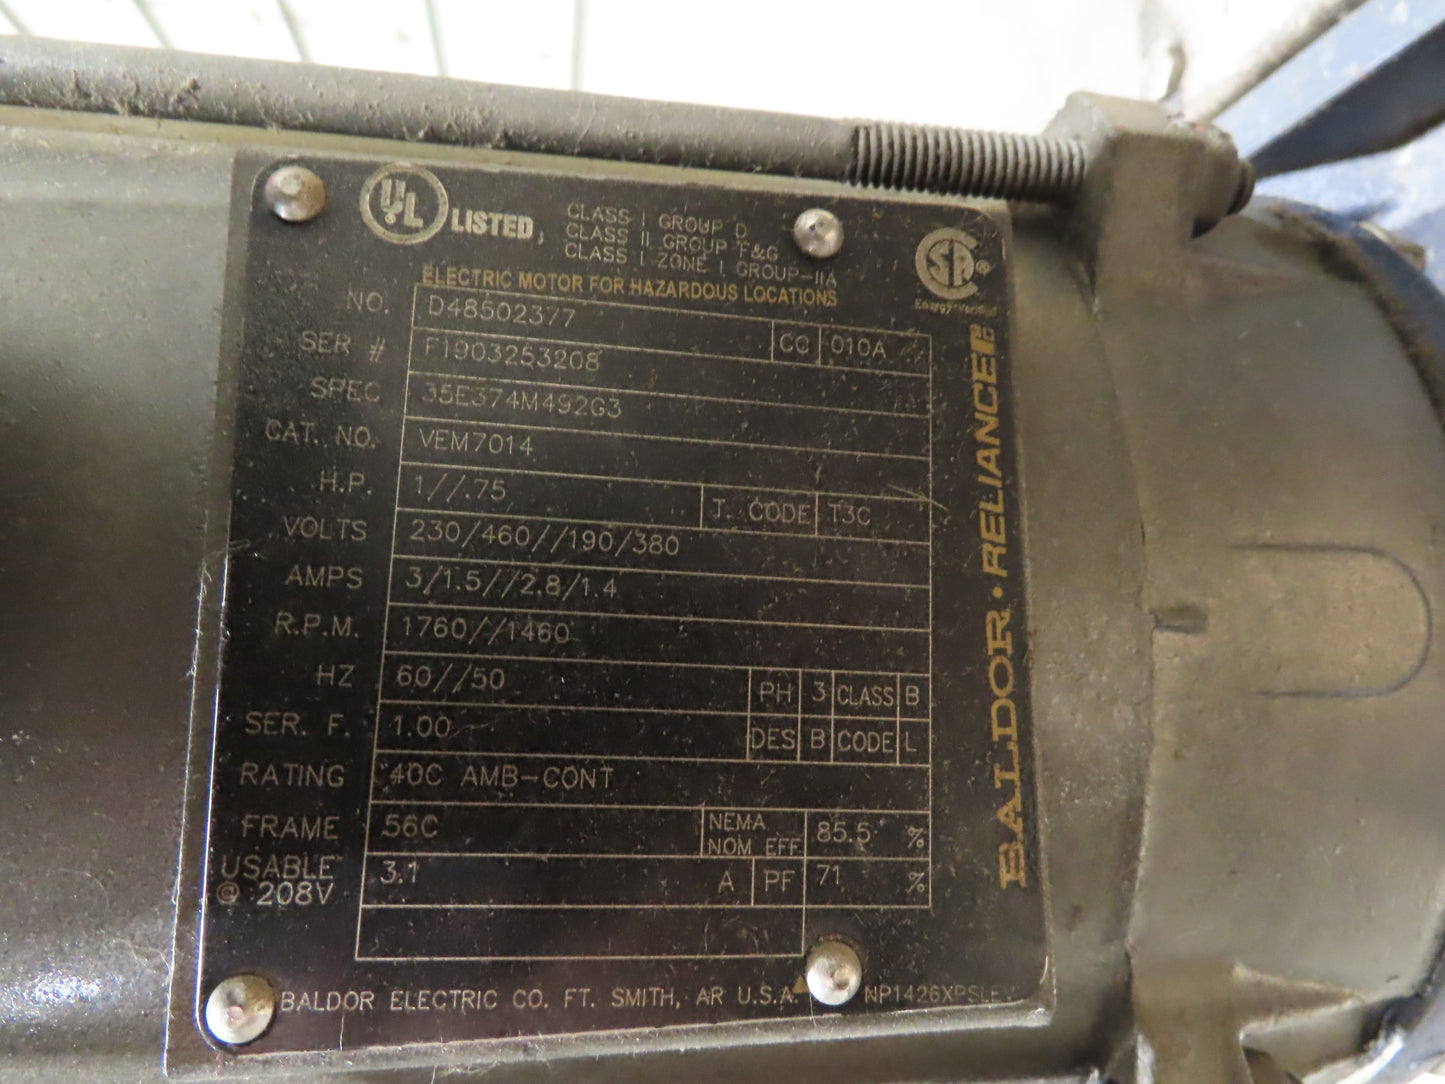 UL LISTED,
CLASS I GROUP D
CLASS II GROUP F&G
CLASS I ZONE I GROUP-IIA
SA ®
ELECTRIC MOTOR FOR HAZARDOUS LOCATIONS
NO. D48502377 CC 010A
SER # F1903253208
SPEC 35E374M492G3
CAT. NO. VEM7014
H.P. 1//.75 T. CODE T3C
VOLTS 230/460//190/380
AMPS 3/1.5//2.8/1.4
R.P.M. 1760//1460
HZ 60//50 PH 3 CLASS B
SER. F. 1.00 DES B CODE L
RATING 40C AMB-CONT
FRAME 56C NEMA NOM EFF 85.5 %
USABLE @ 208V 3.1 A PF 71 %
BALDOR ELECTRIC CO. FT. SMITH, AR U.S.A.
BALDOR · RELIANCE